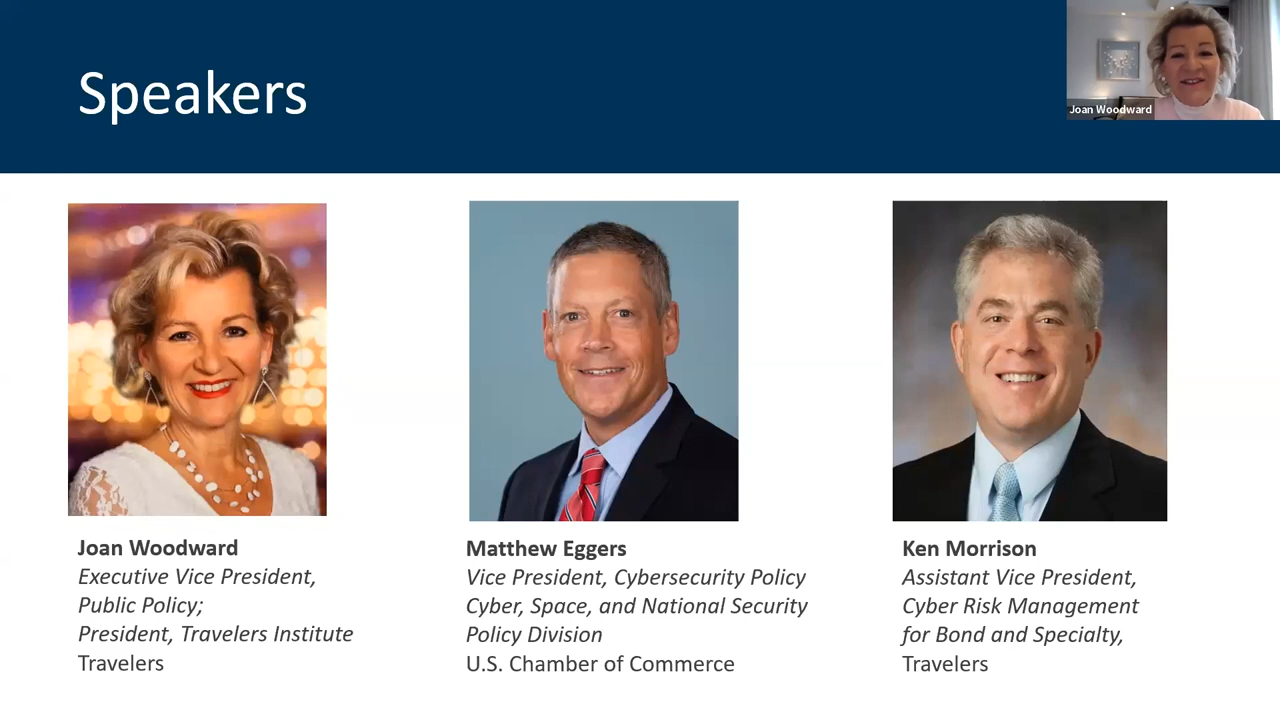 Speakers
Joan Woodward
Joan Woodward
Executive Vice President,
Public Policy;
President, Travelers Institute
Travelers
Matthew Eggers
Vice President, Cybersecurity Policy
Cyber, Space, and National Security
Policy Division
U.S. Chamber of Commerce
Ken Morrison
Assistant Vice President,
Cyber Risk Management
for Bond and Specialty,
Travelers